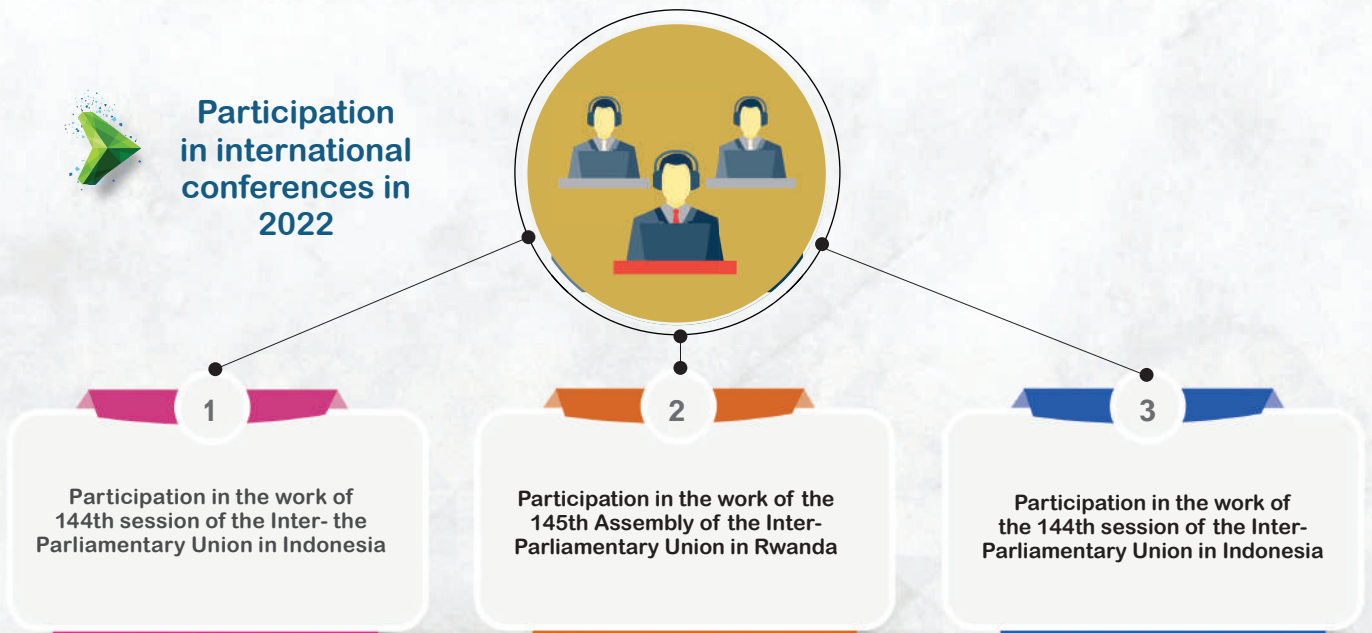 Participation
in international
conferences in
2022
1
Participation in the work of
144th session of the Inter- the
Parliamentary Union in Indonesia
2
Participation in the work of the
145th Assembly of the Inter-
Parliamentary Union in Rwanda
3
Participation in the work of
the 144th session of the Inter-
Parliamentary Union in Indonesia